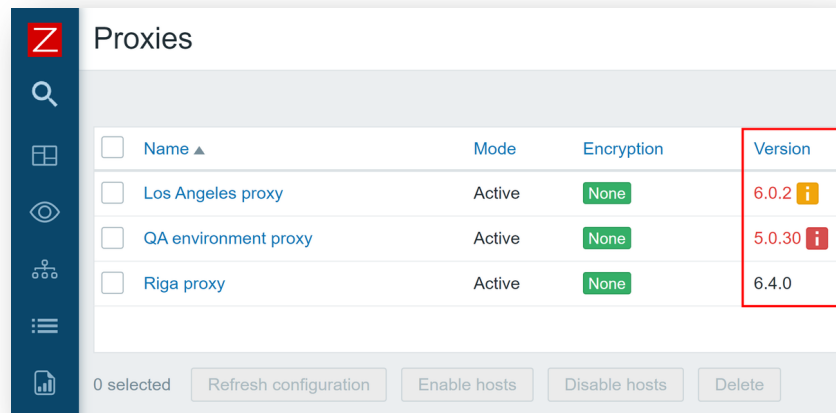 Z
Proxies
Name Mode Encryption Version
Los Angeles proxy Active None 6.0.2 i
QA environment proxy Active None 5.0.30 i
Riga proxy Active None 6.4.0
0 selected Refresh configuration Enable hosts Disable hosts Delete